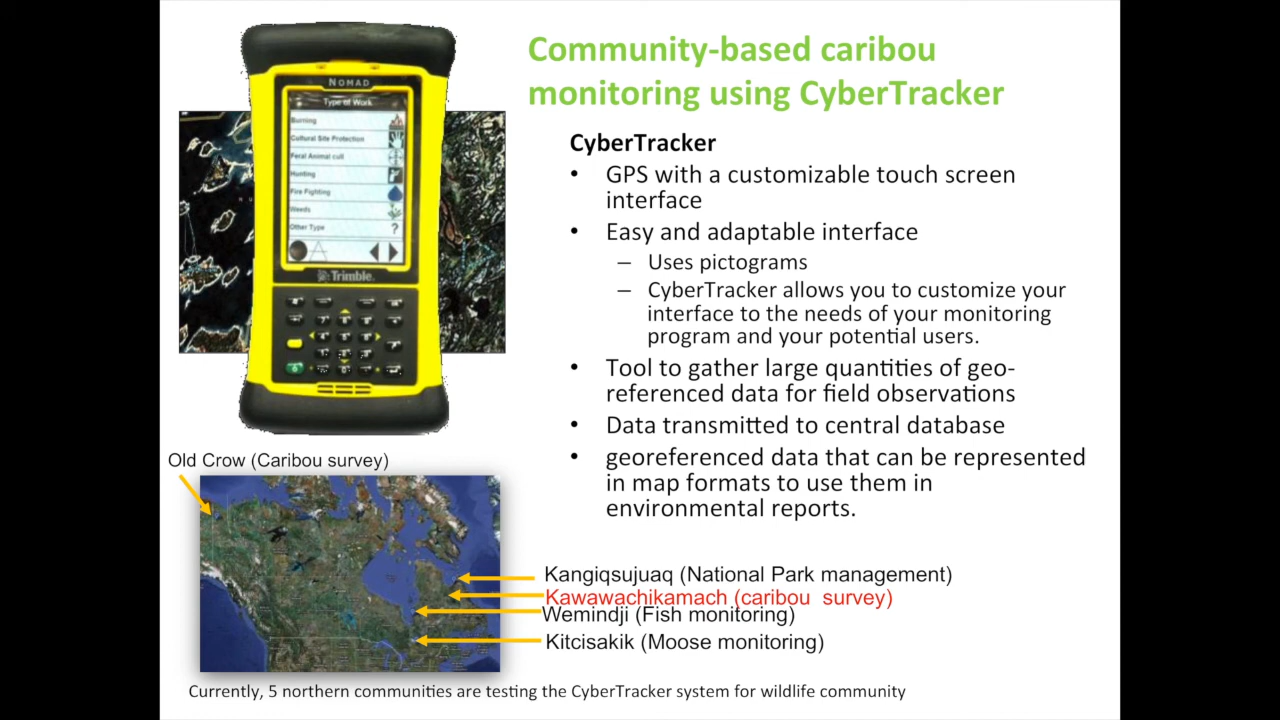 Community-based caribou
monitoring using CyberTracker
CyberTracker
• GPS with a customizable touch screen
interface
• Easy and adaptable interface
– Uses pictograms
– CyberTracker allows you to customize your
interface to the needs of your monitoring
program and your potential users.
• Tool to gather large quantities of geo-
referenced data for field observations
• Data transmitted to central database
• georeferenced data that can be represented
in map formats to use them in
environmental reports.
NOMAD
Type of Work
Burning
Cultural Site Protection
Feral Animal cull
Hunting
Fire Fighting
Weeds
Other Type ?
Trimble
Old Crow (Caribou survey)
Kangiqsujuaq (National Park management)
Kawawachikamach (caribou  survey)
Wemindji (Fish monitoring)
Kitcisakik (Moose monitoring)
Currently, 5 northern communities are testing the CyberTracker system for wildlife community